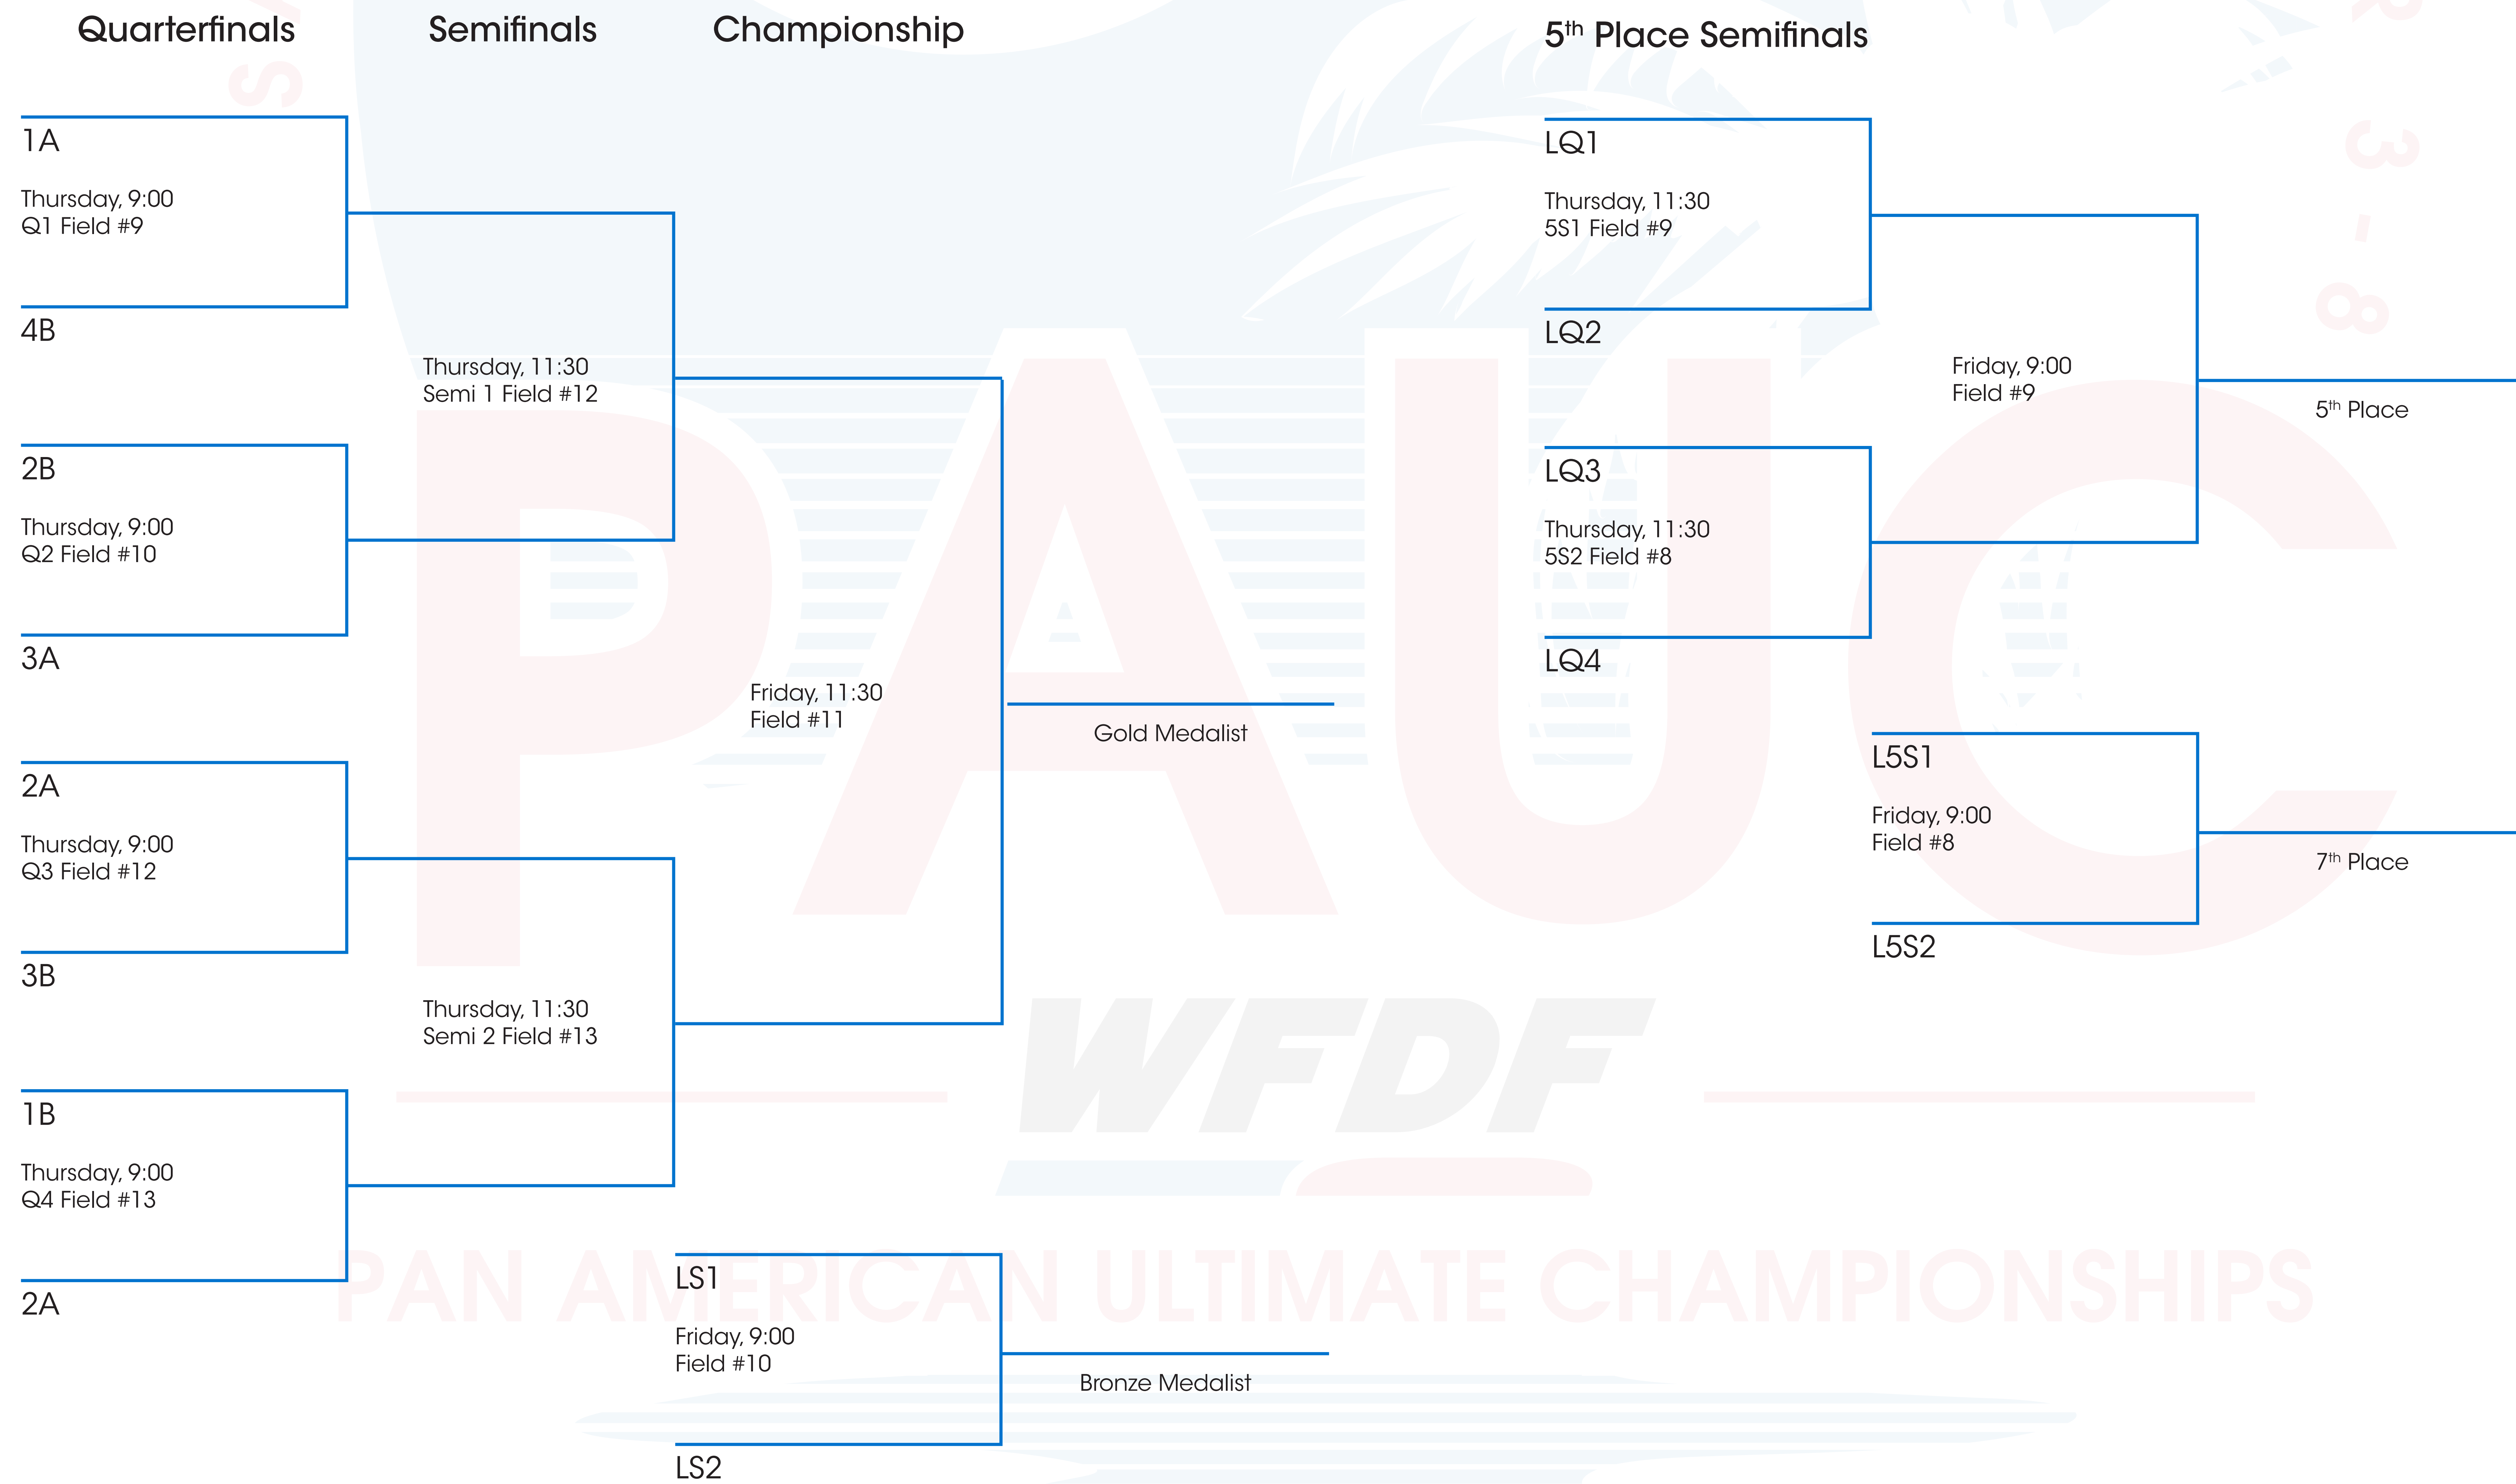 Quarterfinals
Semifinals
Championship
1A
Thursday, 9:00
Q1 Field #9
4B
Thursday, 11:30
Semi 1 Field #12
2B
Thursday, 9:00
Q2 Field #10
3A
Friday, 11:30
Field #11
Gold Medalist
2A
Thursday, 9:00
Q3 Field #12
3B
Thursday, 11:30
Semi 2 Field #13
1B
Thursday, 9:00
Q4 Field #13
2A
LS1
Friday, 9:00
Field #10
Bronze Medalist
LS2
5th Place Semifinals
LQ1
Thursday, 11:30
5S1 Field #9
LQ2
Friday, 9:00
Field #9
5th Place
LQ3
Thursday, 11:30
5S2 Field #8
LQ4
L5S1
Friday, 9:00
Field #8
7th Place
L5S2
PAUC
WFDF
PAN AMERICAN ULTIMATE CHAMPIONSHIPS
3-8